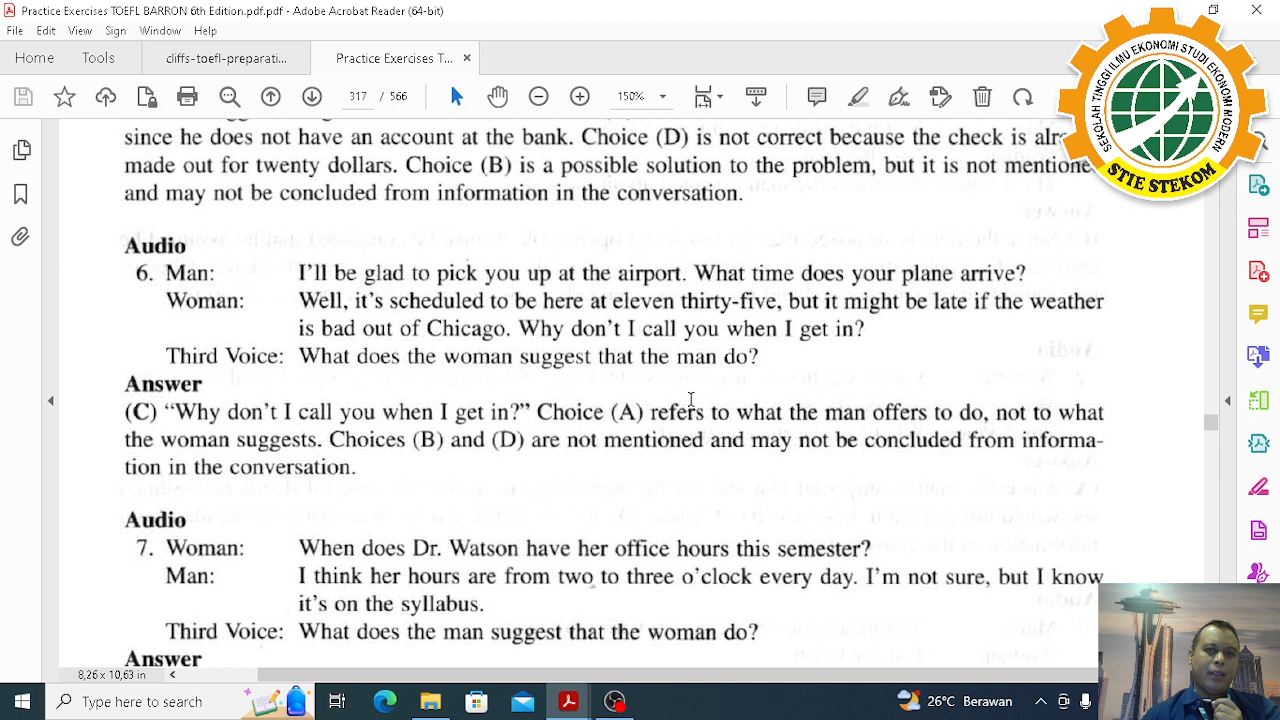 Practice Exercises TOEFL BARRON 6th Edition.pdf.pdf - Adobe Acrobat Reader (64-bit)
File Edit View Sign Window Help
Home Tools cliffs-toefl-preparati... Practice Exercises T... ×
317 / 566 150%
SEKOLAH TINGGI ILMU EKONOMI STUDI EKONOMI MODERN
STIE STEKOM
since he does not have an account at the bank. Choice (D) is not correct because the check is alre
made out for twenty dollars. Choice (B) is a possible solution to the problem, but it is not mentione
and may not be concluded from information in the conversation.
Audio
6. Man: I'll be glad to pick you up at the airport. What time does your plane arrive?
Woman: Well, it's scheduled to be here at eleven thirty-five, but it might be late if the weather
is bad out of Chicago. Why don't I call you when I get in?
Third Voice: What does the woman suggest that the man do?
Answer
(C) “Why don't I call you when I get in?” Choice (A) refers to what the man offers to do, not to what
the woman suggests. Choices (B) and (D) are not mentioned and may not be concluded from informa-
tion in the conversation.
Audio
7. Woman: When does Dr. Watson have her office hours this semester?
Man: I think her hours are from two to three o'clock every day. I'm not sure, but I know
it's on the syllabus.
Third Voice: What does the man suggest that the woman do?
Answer
8,26 x 10,63 in
Type here to search
26°C Berawan